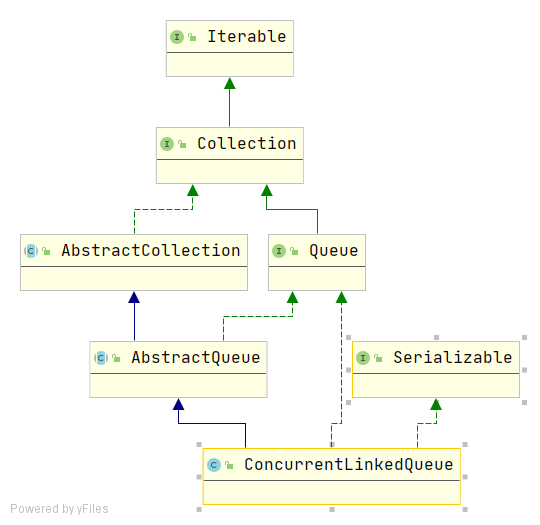 I Iterable
I Collection
C AbstractCollection
I Queue
C AbstractQueue
I Serializable
C ConcurrentLinkedQueue
Powered by yFiles